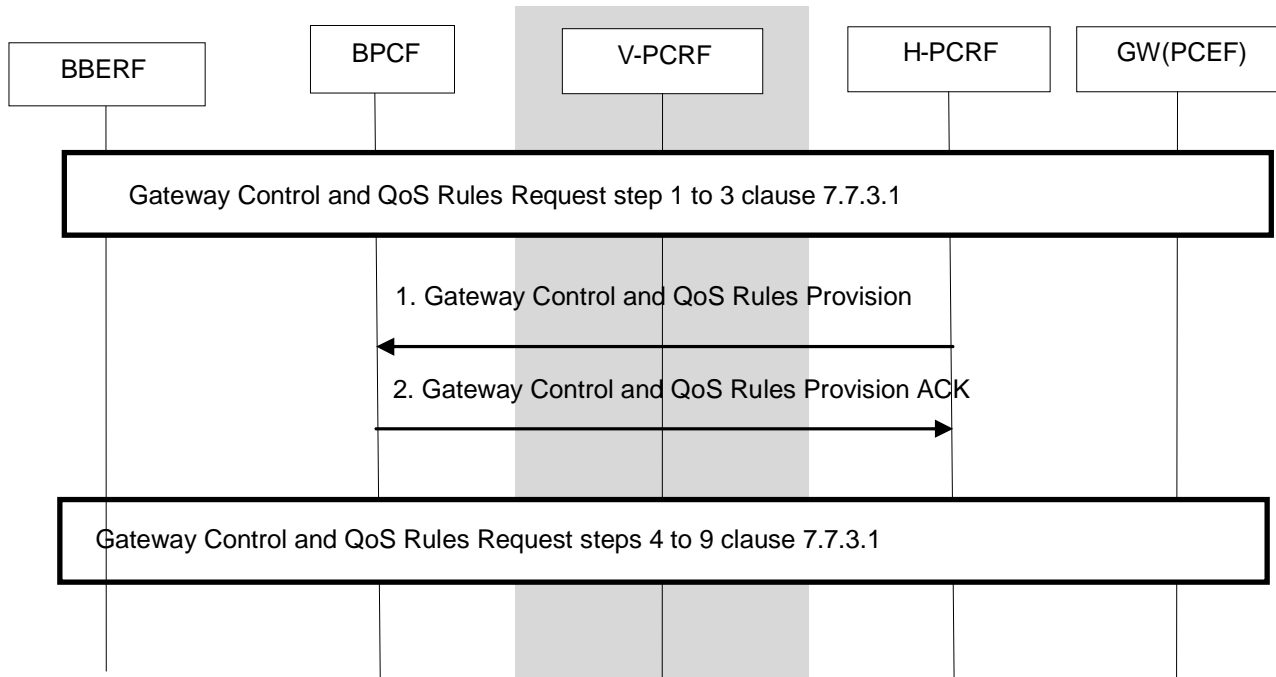 BBERF
BPCF
V-PCRF
H-PCRF
GW(PCEF)
Gateway Control and QoS Rules Request step 1 to 3 clause 7.7.3.1
1. Gateway Control and QoS Rules Provision
2. Gateway Control and QoS Rules Provision ACK
Gateway Control and QoS Rules Request steps 4 to 9 clause 7.7.3.1